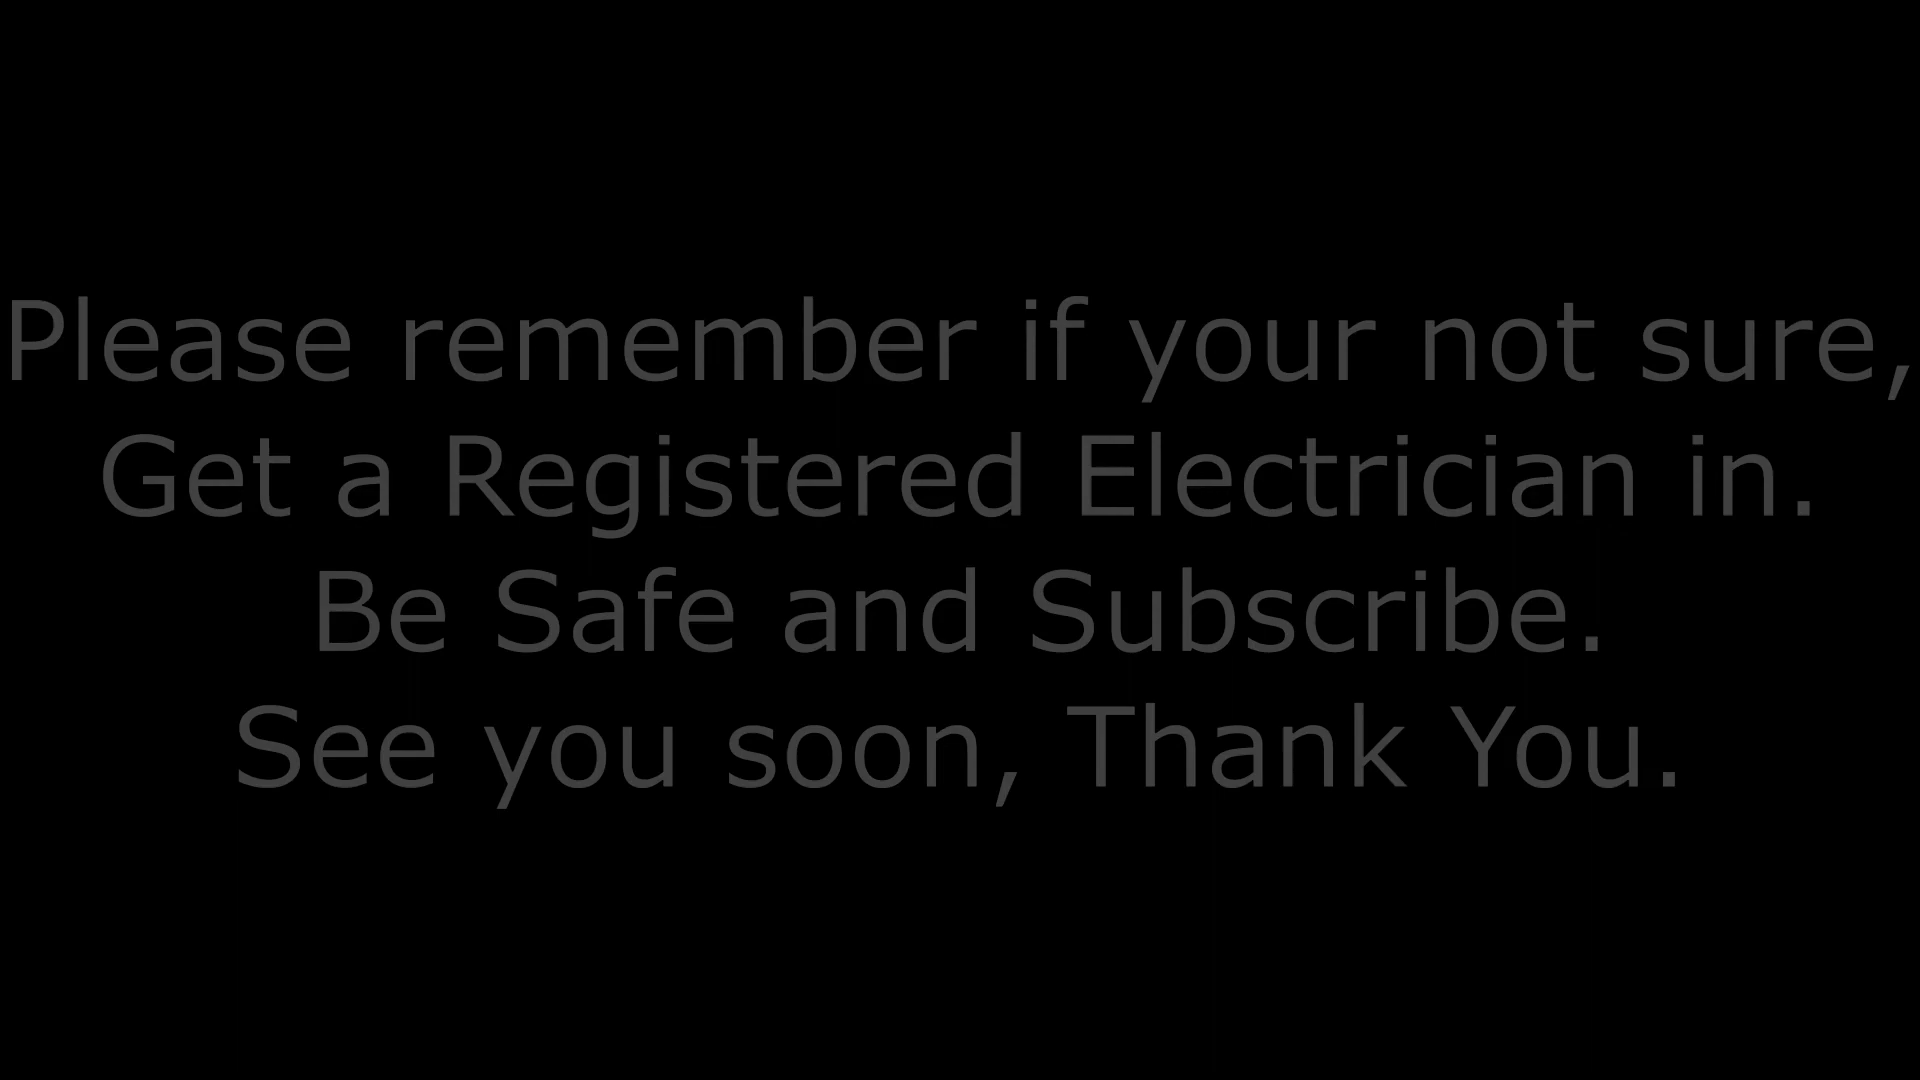 Please remember if your not sure,
Get a Registered Electrician in.
Be Safe and Subscribe.
See you soon, Thank You.